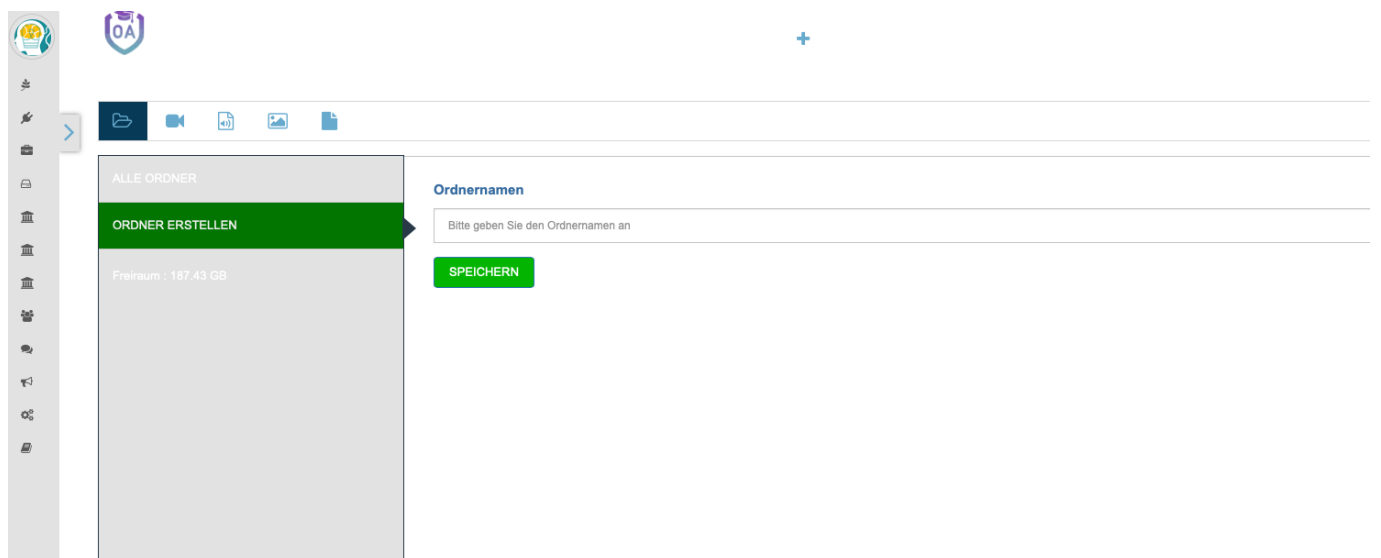 OA
ALLE ORDNER
ORDNER ERSTELLEN
Freiraum : 187.43 GB
Ordnernamen
Bitte geben Sie den Ordnernamen an
SPEICHERN